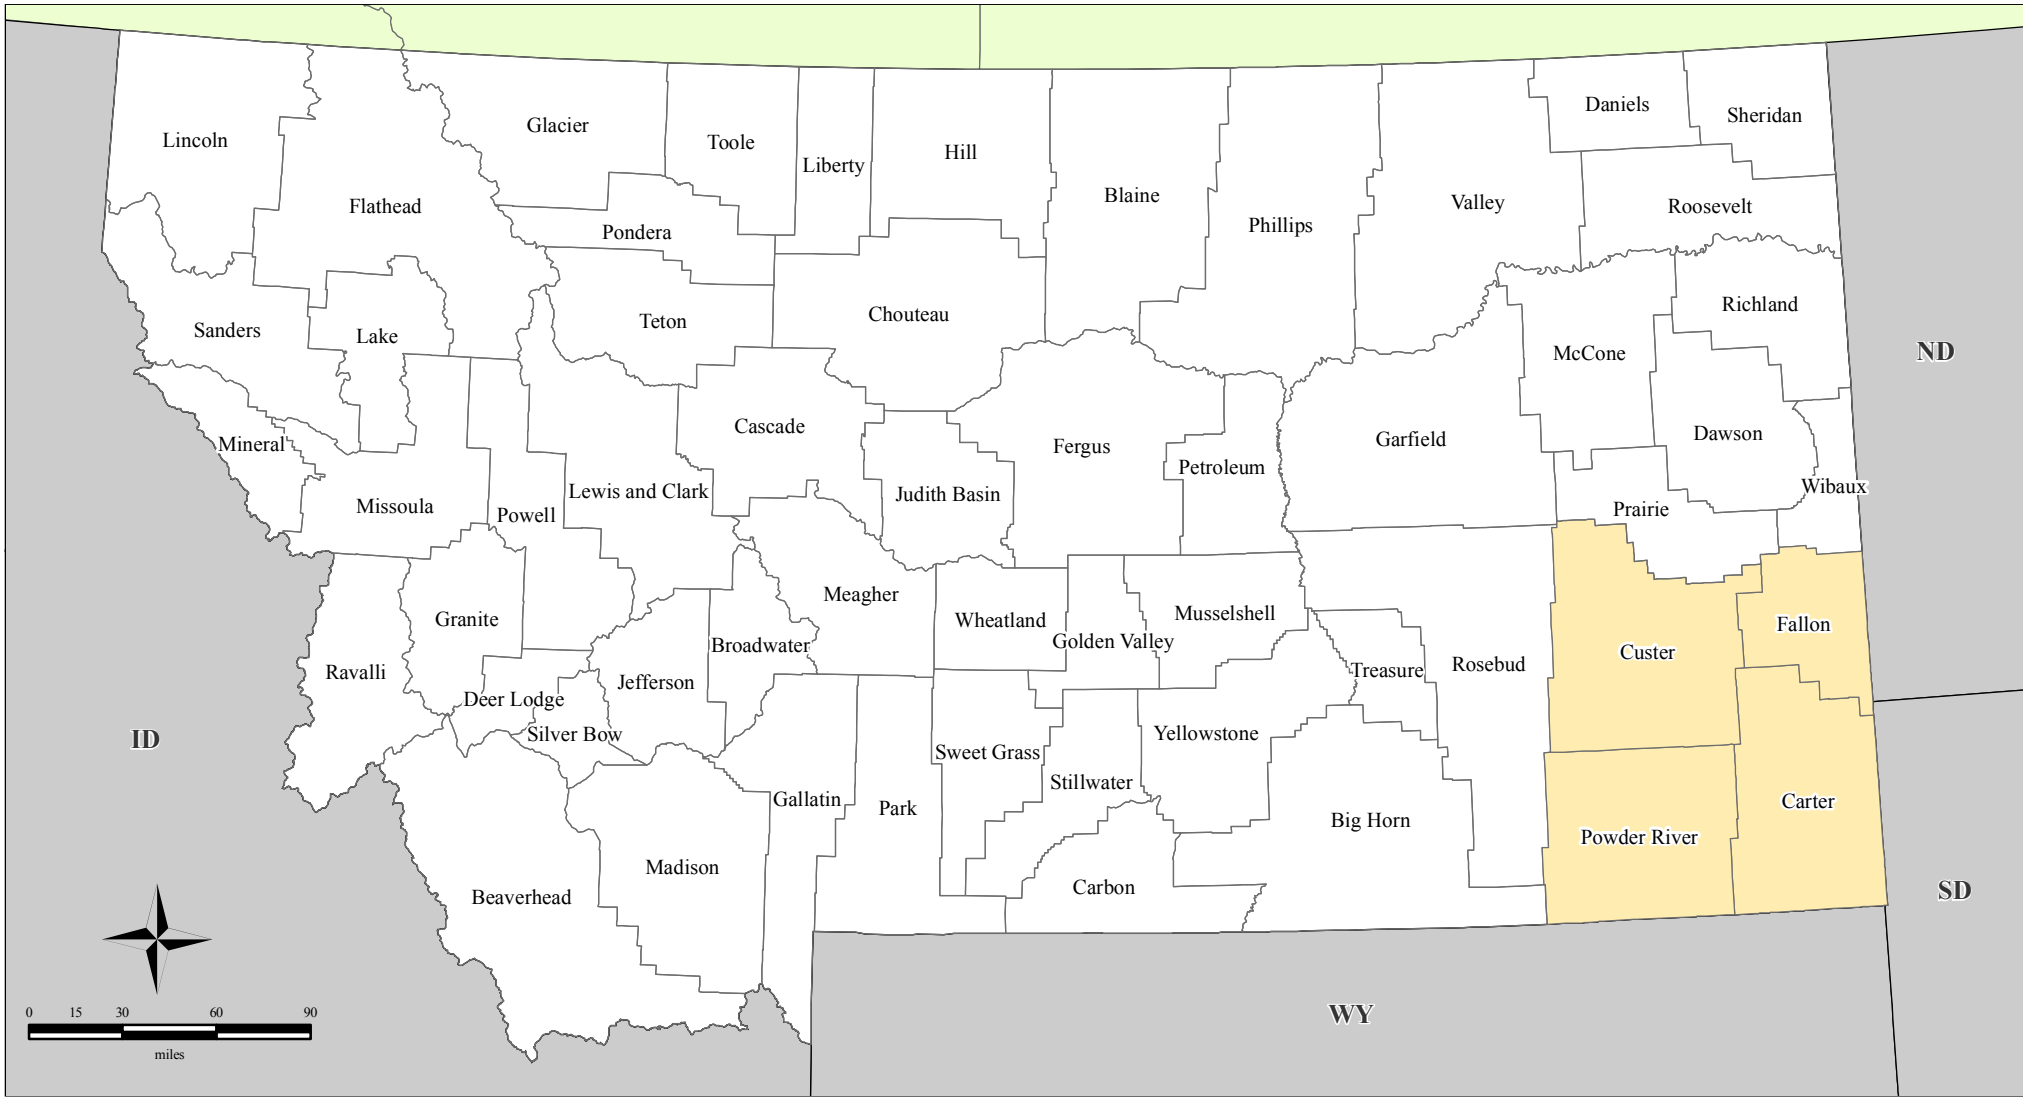 Daniels
Sheridan
Glacier
Lincoln
Toole
Hill
Liberty
Blaine
Valley
Flathead
Roosevelt
Phillips
Pondera
Richland
Chouteau
Teton
Sanders
Lake
ND
McCone
Cascade
Dawson
Garfield
Mineral
Fergus
Petroleum
Wibaux
Lewis and Clark
Judith Basin
Missoula
Prairie
Powell
Meagher
Musselshell
Granite
Wheatland
Fallon
Golden Valley
Broadwater
Custer
Rosebud
Treasure
Ravalli
Jefferson
Deer Lodge
Silver Bow
Yellowstone
ID
Sweet Grass
Stillwater
Gallatin
Carter
Park
Big Horn
Powder River
Madison
Carbon
SD
Beaverhead
0 15 30 60 90
WY
miles